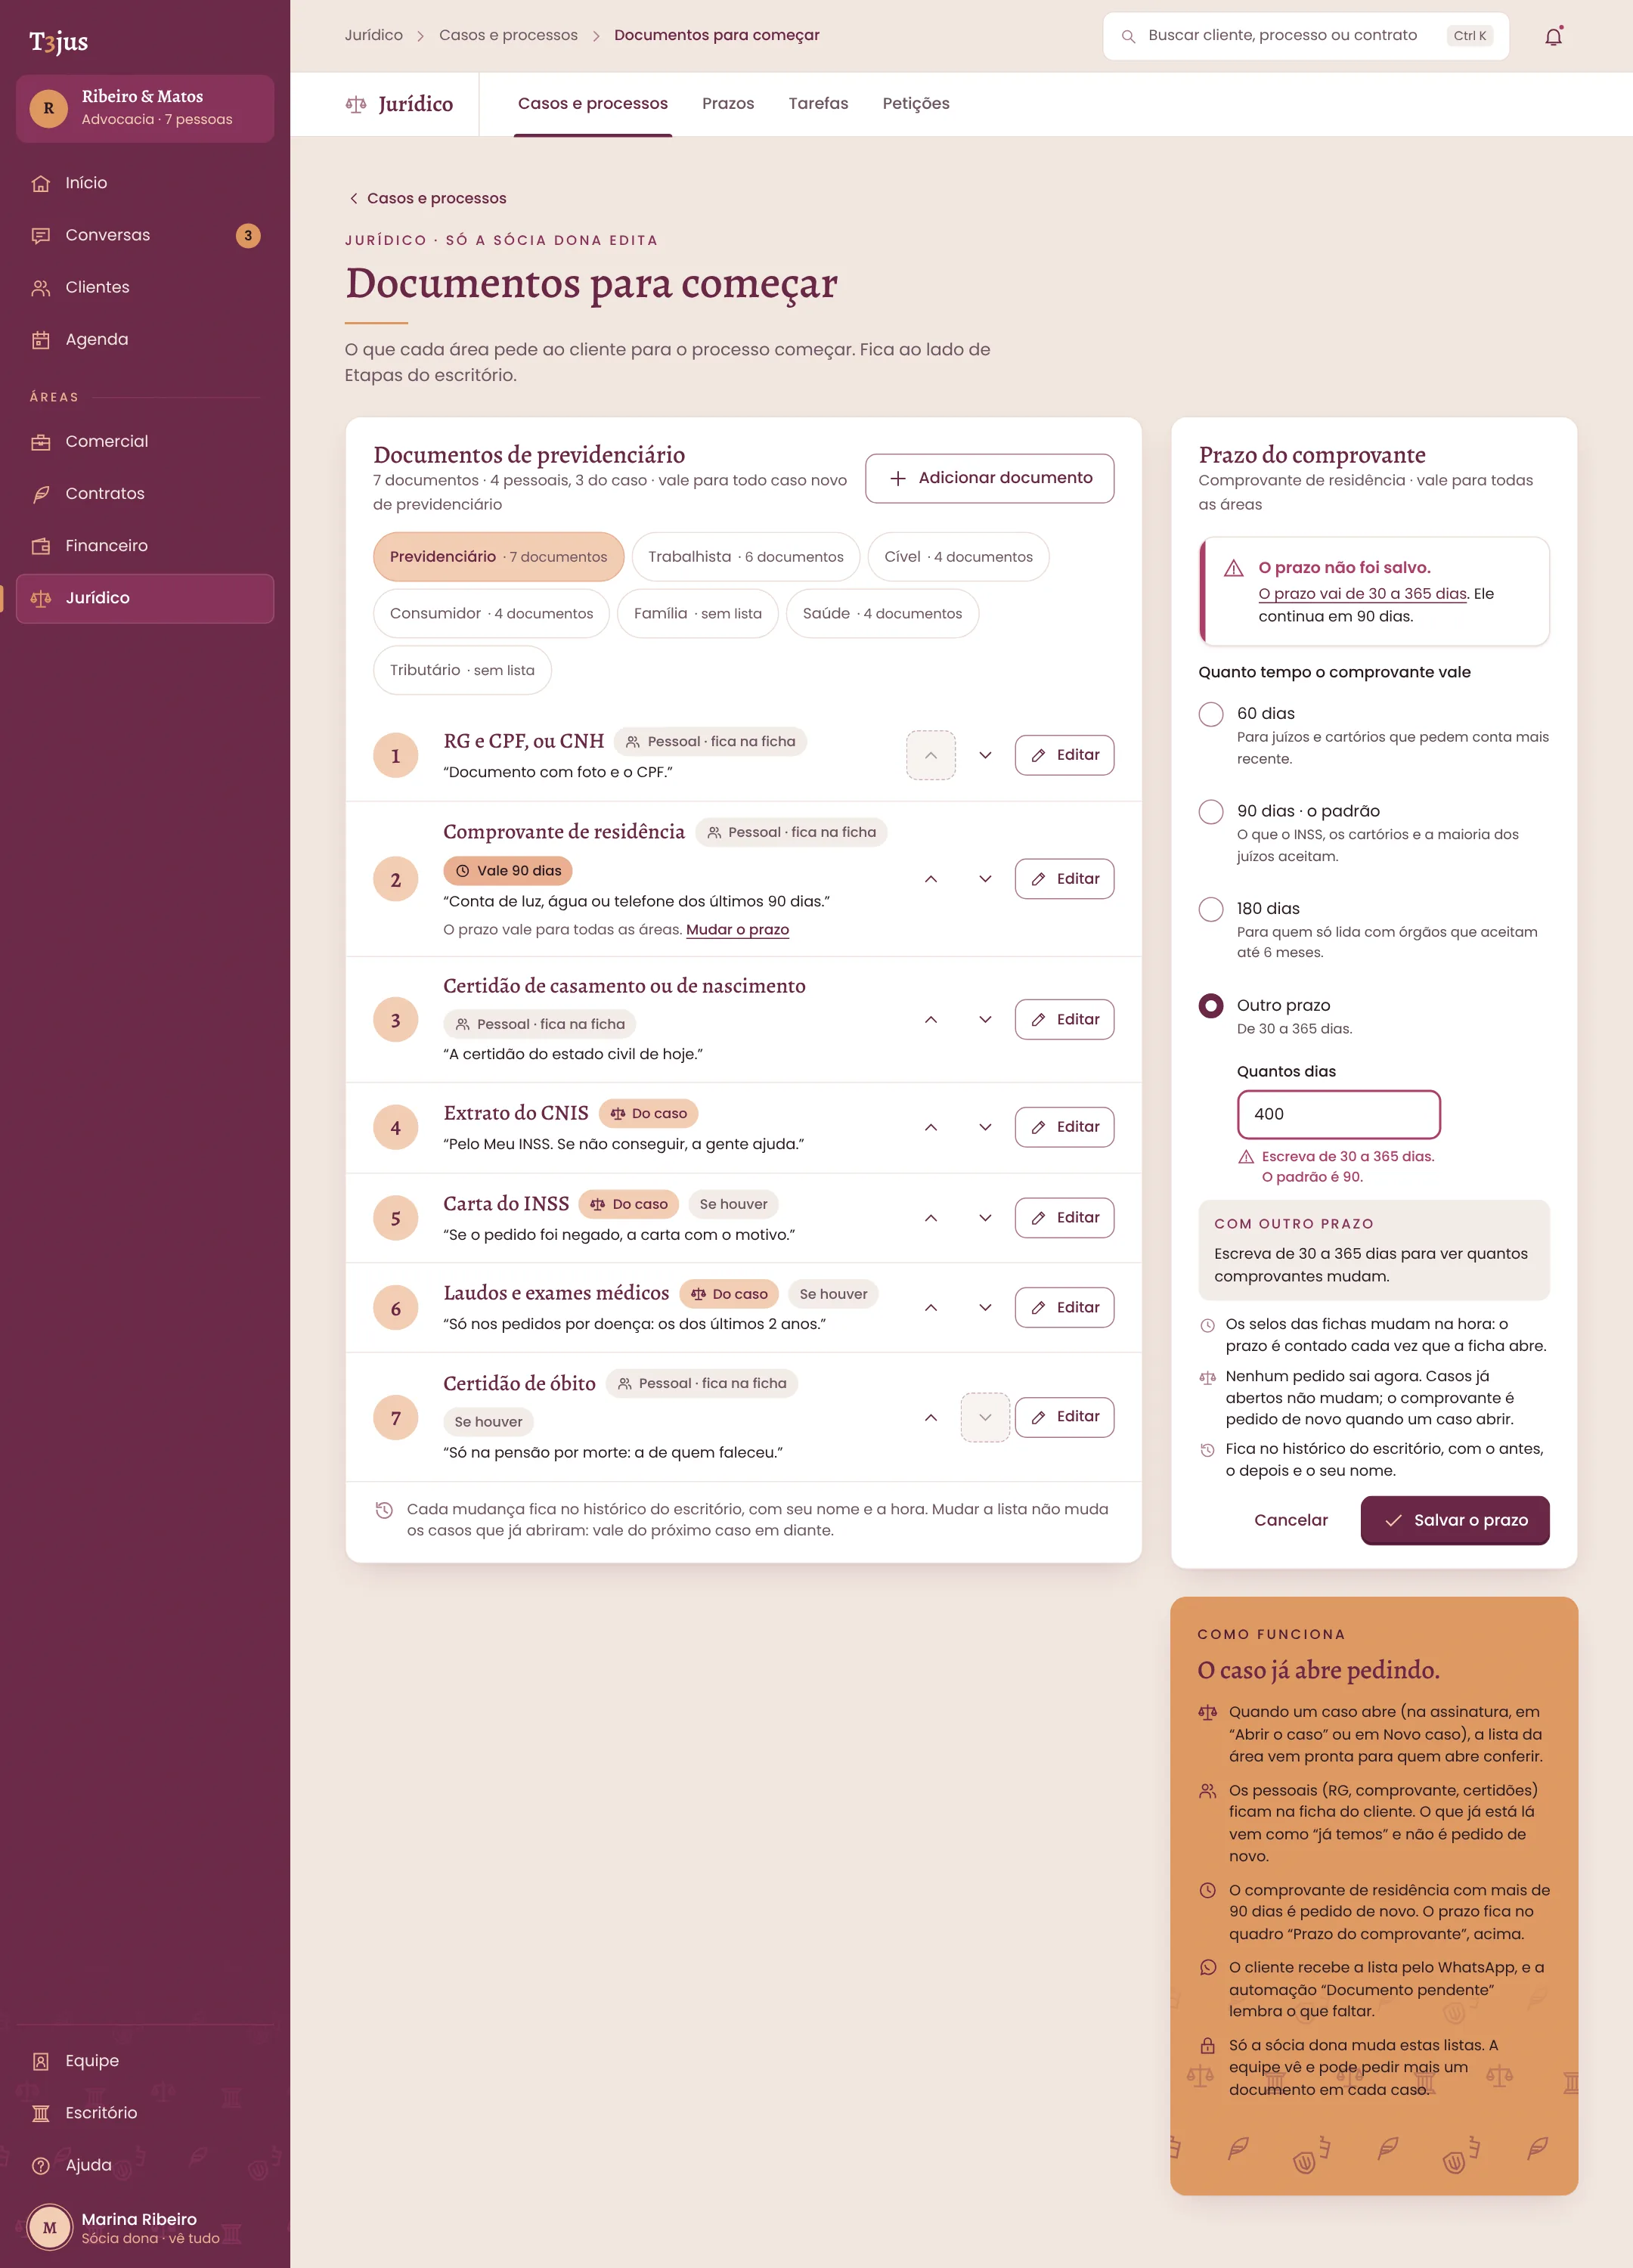 T3jus
R
Ribeiro & Matos
Advocacia · 7 pessoas
Início
Conversas
3
Clientes
Agenda
ÁREAS
Comercial
Contratos
Financeiro
Jurídico
Equipe
Escritório
Ajuda
M
Marina Ribeiro
Sócia dona · vê tudo
Jurídico
Casos e processos
Documentos para começar
Buscar cliente, processo ou contrato
Ctrl K
Jurídico
Casos e processos
Prazos
Tarefas
Petições
Casos e processos
JURÍDICO · SÓ A SÓCIA DONA EDITA
Documentos para começar
O que cada área pede ao cliente para o processo começar. Fica ao lado de
Etapas do escritório.
Documentos de previdenciário
7 documentos · 4 pessoais, 3 do caso · vale para todo caso novo
de previdenciário
Adicionar documento
Previdenciário · 7 documentos
Trabalhista · 6 documentos
Cível · 4 documentos
Consumidor · 4 documentos
Família · sem lista
Saúde · 4 documentos
Tributário · sem lista
1
RG e CPF, ou CNH
Pessoal · fica na ficha
“Documento com foto e o CPF.”
Editar
2
Comprovante de residência
Pessoal · fica na ficha
Vale 90 dias
“Conta de luz, água ou telefone dos últimos 90 dias.”
O prazo vale para todas as áreas. Mudar o prazo
Editar
3
Certidão de casamento ou de nascimento
Pessoal · fica na ficha
“A certidão do estado civil de hoje.”
Editar
4
Extrato do CNIS
Do caso
“Pelo Meu INSS. Se não conseguir, a gente ajuda.”
Editar
5
Carta do INSS
Do caso
Se houver
“Se o pedido foi negado, a carta com o motivo.”
Editar
6
Laudos e exames médicos
Do caso
Se houver
“Só nos pedidos por doença: os dos últimos 2 anos.”
Editar
7
Certidão de óbito
Pessoal · fica na ficha
Se houver
“Só na pensão por morte: a de quem faleceu.”
Editar
Cada mudança fica no histórico do escritório, com seu nome e a hora. Mudar a lista não muda
os casos que já abriram: vale do próximo caso em diante.
Prazo do comprovante
Comprovante de residência · vale para todas
as áreas
O prazo não foi salvo.
O prazo vai de 30 a 365 dias. Ele
continua em 90 dias.
Quanto tempo o comprovante vale
60 dias
Para juízos e cartórios que pedem conta mais
recente.
90 dias · o padrão
O que o INSS, os cartórios e a maioria dos
juízos aceitam.
180 dias
Para quem só lida com órgãos que aceitam
até 6 meses.
Outro prazo
De 30 a 365 dias.
Quantos dias
400
Escreva de 30 a 365 dias.
O padrão é 90.
COM OUTRO PRAZO
Escreva de 30 a 365 dias para ver quantos
comprovantes mudam.
Os selos das fichas mudam na hora: o
prazo é contado cada vez que a ficha abre.
Nenhum pedido sai agora. Casos já
abertos não mudam; o comprovante é
pedido de novo quando um caso abrir.
Fica no histórico do escritório, com o antes,
o depois e o seu nome.
Cancelar
Salvar o prazo
COMO FUNCIONA
O caso já abre pedindo.
Quando um caso abre (na assinatura, em
“Abrir o caso” ou em Novo caso), a lista da
área vem pronta para quem abre conferir.
Os pessoais (RG, comprovante, certidões)
ficam na ficha do cliente. O que já está lá
vem como “já temos” e não é pedido de
novo.
O comprovante de residência com mais de
90 dias é pedido de novo. O prazo fica no
quadro “Prazo do comprovante”, acima.
O cliente recebe a lista pelo WhatsApp, e a
automação “Documento pendente”
lembra o que faltar.
Só a sócia dona muda estas listas. A
equipe vê e pode pedir mais um
documento em cada caso.